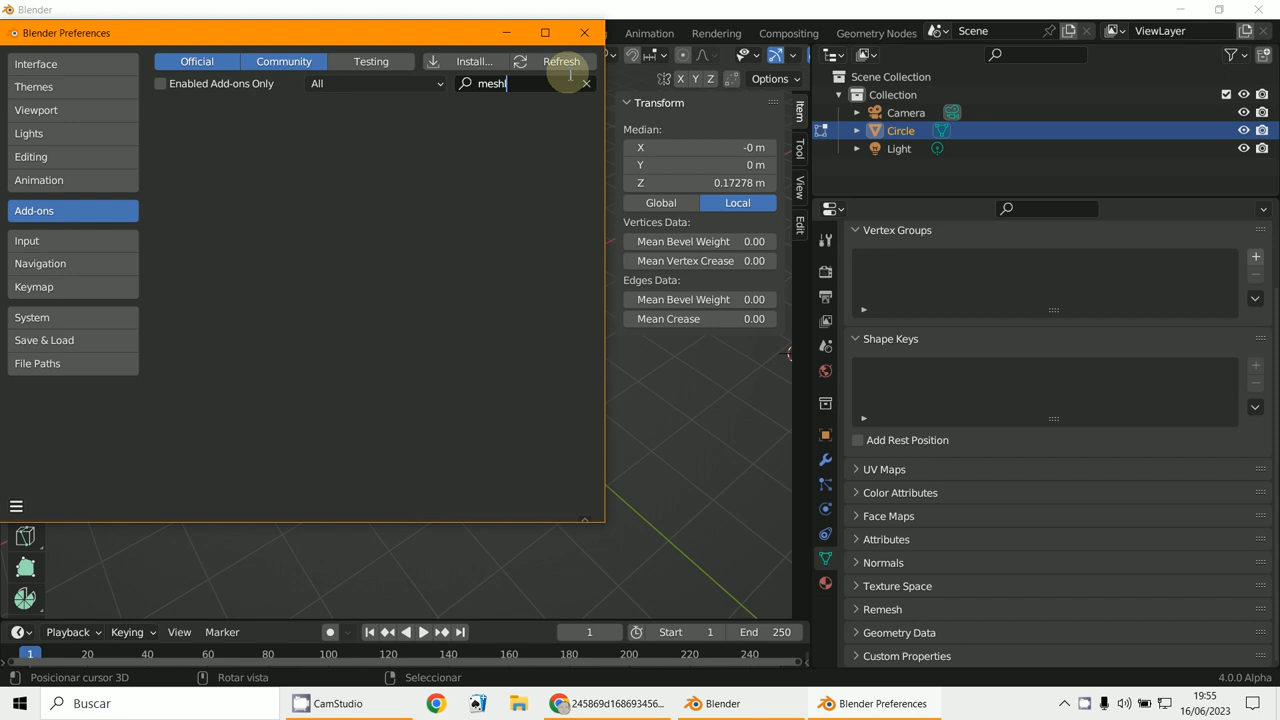 Blender
Blender Preferences
Animation
Rendering
Compositing
Geometry Nodes
Scene
ViewLayer
Interface
Themes
Viewport
Lights
Editing
Animation
Add-ons
Input
Navigation
Keymap
System
Save & Load
File Paths
Official
Community
Testing
Install...
Refresh
Enabled Add-ons Only
All
meshl
X Y Z
Options
Transform
Median:
X -0 m
Y 0 m
Z 0.17278 m
Global
Local
Vertices Data:
Mean Bevel Weight 0.00
Mean Vertex Crease 0.00
Edges Data:
Mean Bevel Weight 0.00
Mean Crease 0.00
Item
Tool
View
Edit
Scene Collection
Collection
Camera
Circle
Light
Vertex Groups
Shape Keys
Add Rest Position
UV Maps
Color Attributes
Face Maps
Attributes
Normals
Texture Space
Remesh
Geometry Data
Custom Properties
Playback
Keying
View
Marker
1
Start 1
End 250
1 20 40 60 80 100 120 140 160 180 200 220 240
Posicionar cursor 3D
Rotar vista
Seleccionar
4.0.0 Alpha
Buscar
CamStudio
245869d168693456...
Blender
Blender Preferences
19:55
16/06/2023